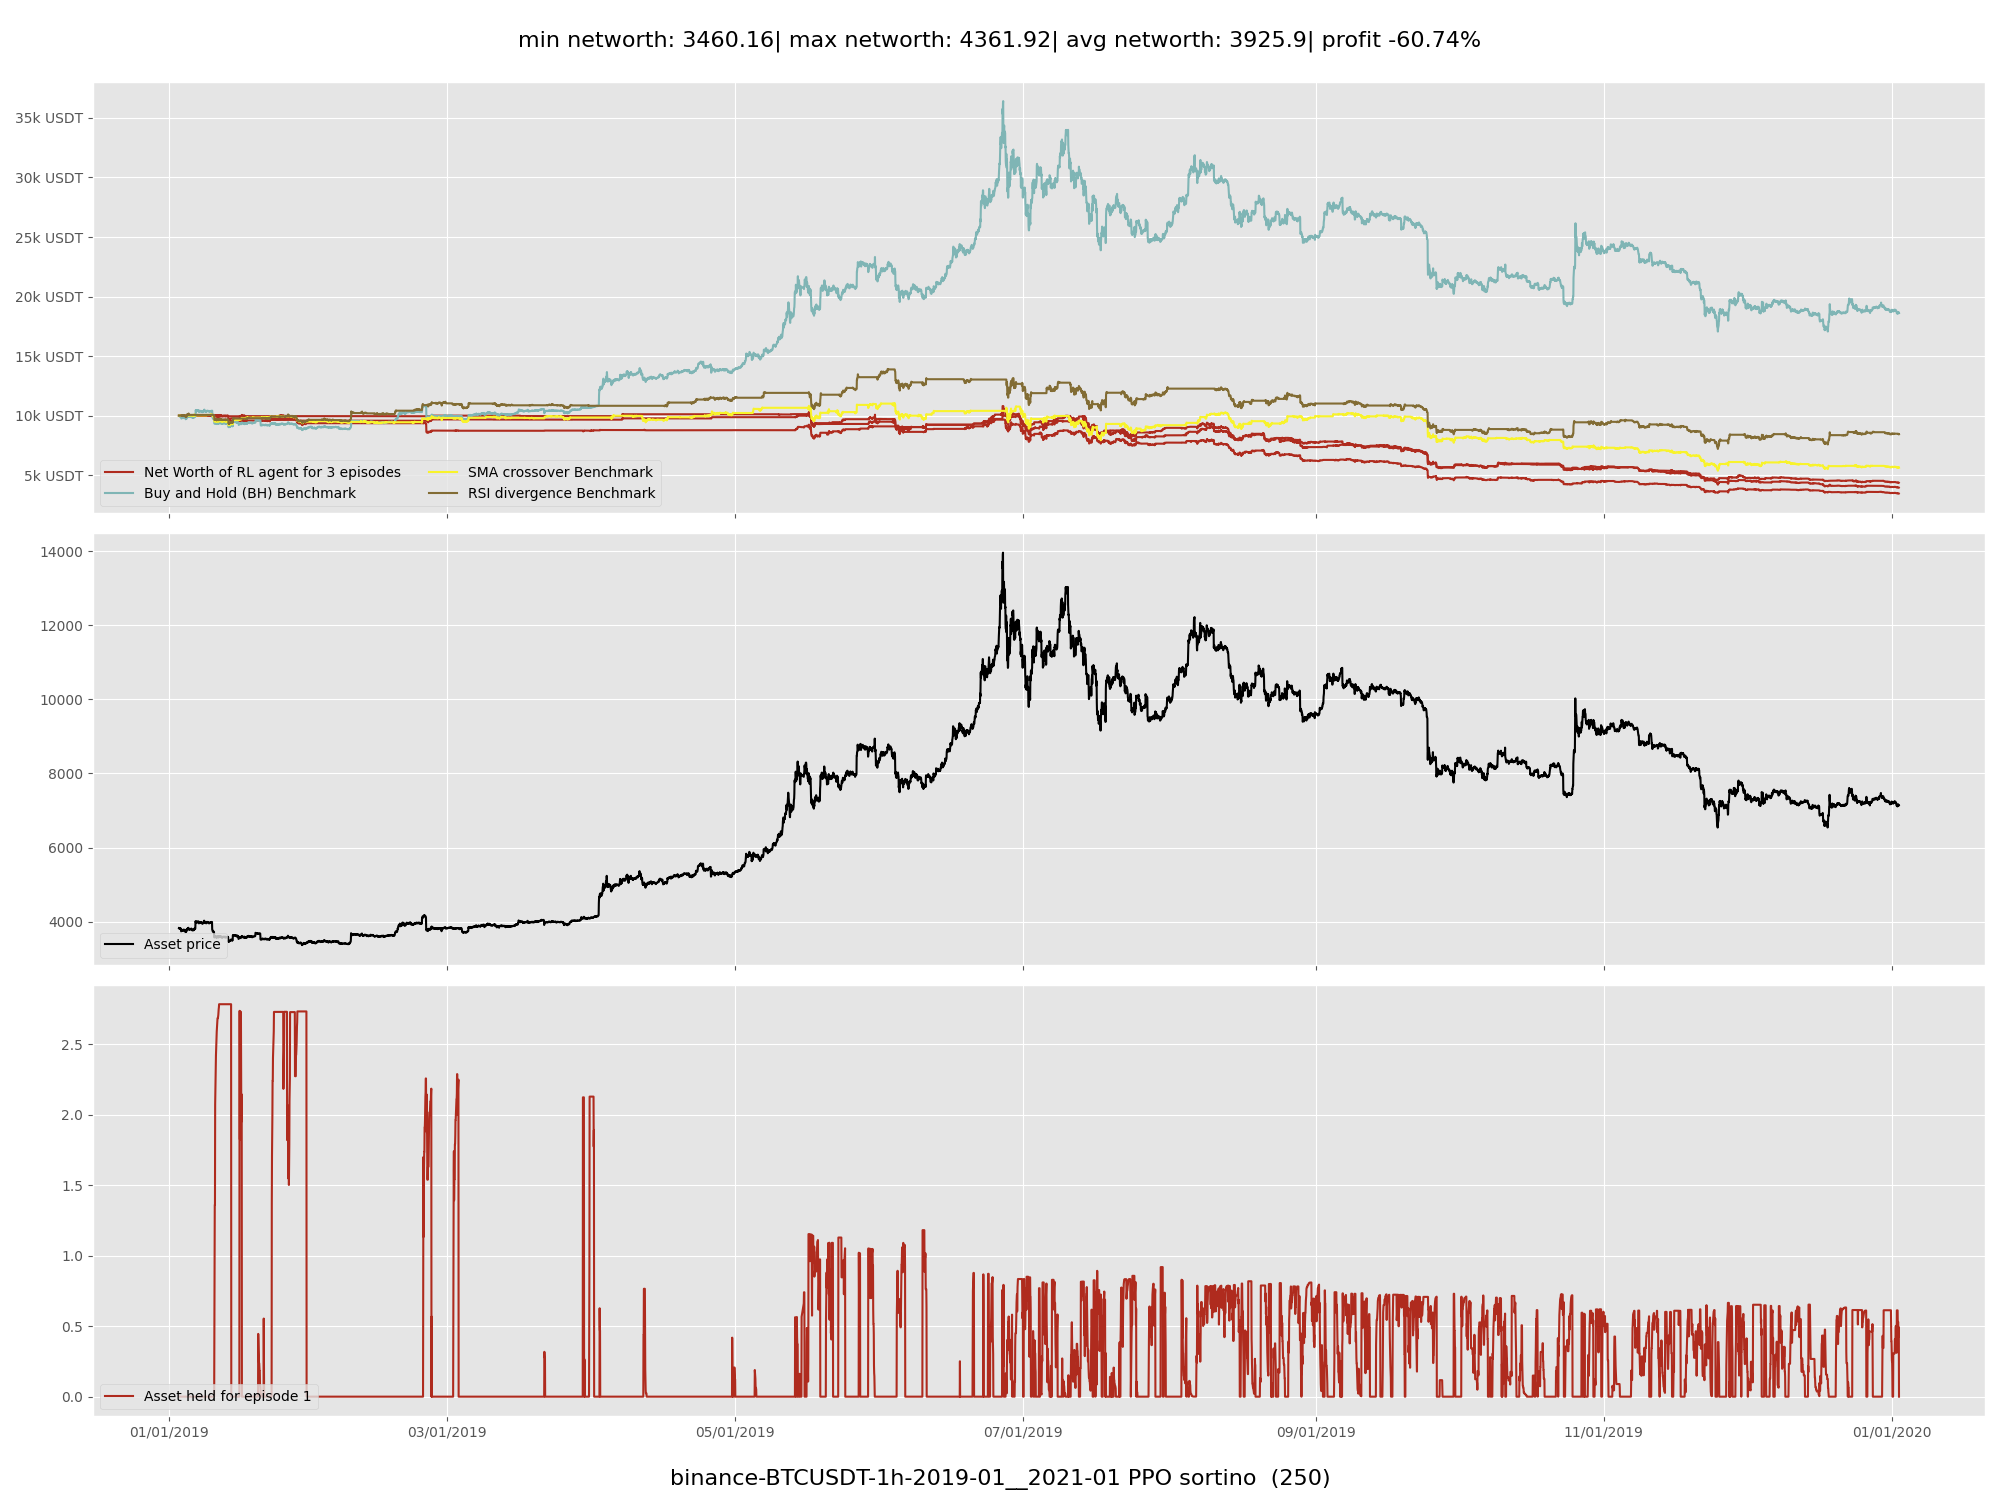 min networth: 3460.16| max networth: 4361.92| avg networth: 3925.9| profit -60.74%
35k USDT
30k USDT
25k USDT
20k USDT
15k USDT
10k USDT
5k USDT
Net Worth of RL agent for 3 episodes
Buy and Hold (BH) Benchmark
SMA crossover Benchmark
RSI divergence Benchmark
14000
12000
10000
8000
6000
4000
Asset price
2.5
2.0
1.5
1.0
0.5
0.0
Asset held for episode 1
01/01/2019 03/01/2019 05/01/2019 07/01/2019 09/01/2019 11/01/2019 01/01/2020
binance-BTCUSDT-1h-2019-01__2021-01 PPO sortino  (250)